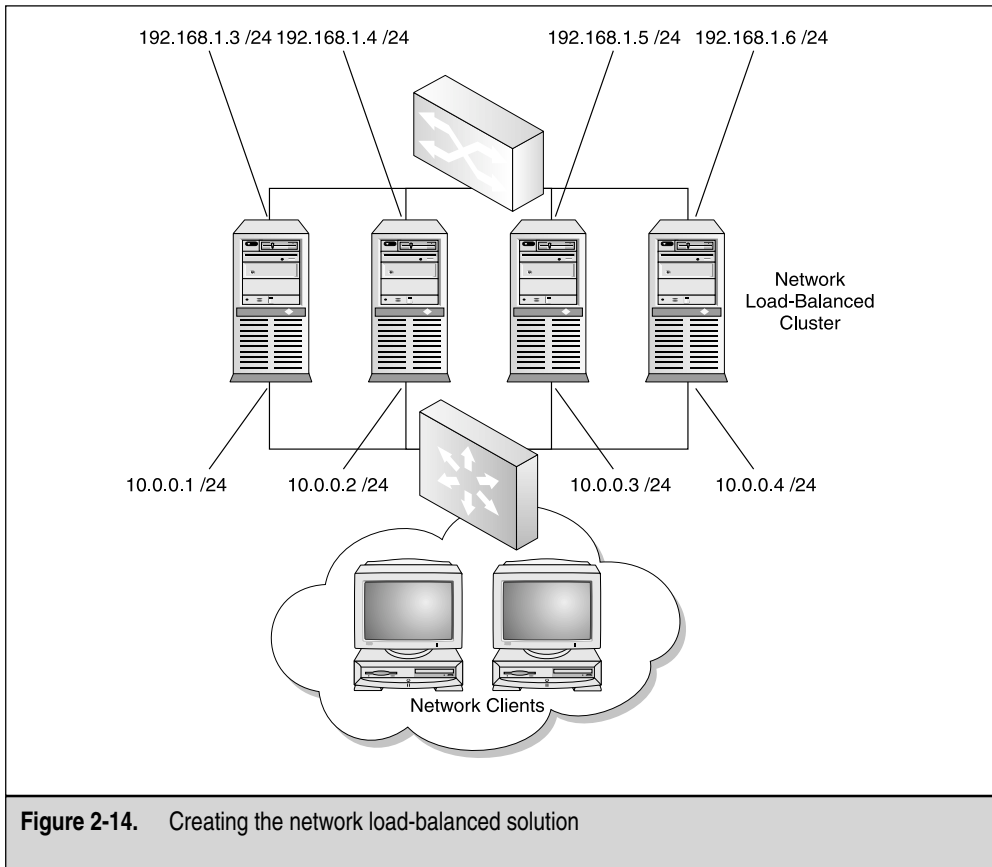 192.168.1.3 /24 192.168.1.4 /24 192.168.1.5 /24 192.168.1.6 /24
Network
Load-Balanced
Cluster
10.0.0.1 /24 10.0.0.2 /24 10.0.0.3 /24 10.0.0.4 /24
Network Clients
Figure 2-14. Creating the network load-balanced solution